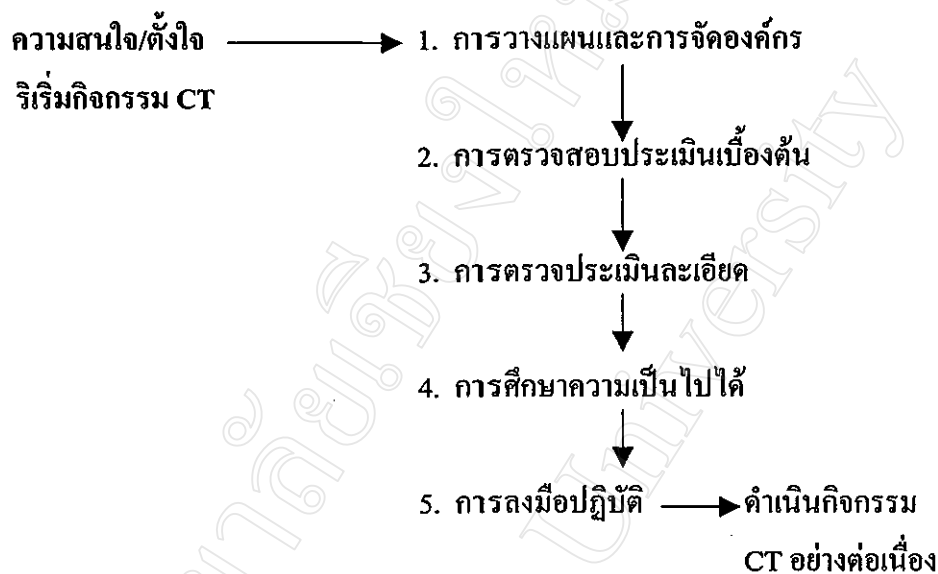 ความสนใจ/ตั้งใจ
ริเริ่มกิจกรรม CT
1. การวางแผนและการจัดองค์กร
2. การตรวจสอบประเมินเบื้องต้น
3. การตรวจประเมินละเอียด
4. การศึกษาความเป็นไปได้
5. การลงมือปฏิบัติ
ดำเนินกิจกรรม
CT อย่างต่อเนื่อง
University